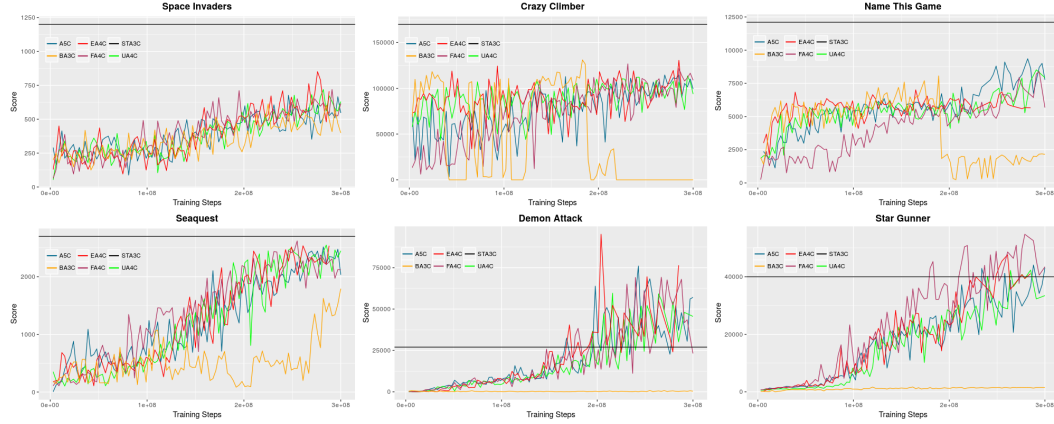 Space Invaders
1250
1000
750
500
250
0
Score
A5C EA4C STA3C
BA3C FA4C UA4C
0e+00 1e+08 2e+08 3e+08
Training Steps
Crazy Climber
150000
100000
50000
0
Score
A5C EA4C STA3C
BA3C FA4C UA4C
0e+00 1e+08 2e+08 3e+08
Training Steps
Name This Game
12500
10000
7500
5000
2500
0
Score
A5C EA4C STA3C
BA3C FA4C UA4C
0e+00 1e+08 2e+08 3e+08
Training Steps
Seaquest
2000
1000
0
Score
A5C EA4C STA3C
BA3C FA4C UA4C
0e+00 1e+08 2e+08 3e+08
Training Steps
Demon Attack
75000
50000
25000
0
Score
A5C EA4C STA3C
BA3C FA4C UA4C
0e+00 1e+08 2e+08 3e+08
Training Steps
Star Gunner
40000
20000
0
Score
A5C EA4C STA3C
BA3C FA4C UA4C
0e+00 1e+08 2e+08 3e+08
Training Steps